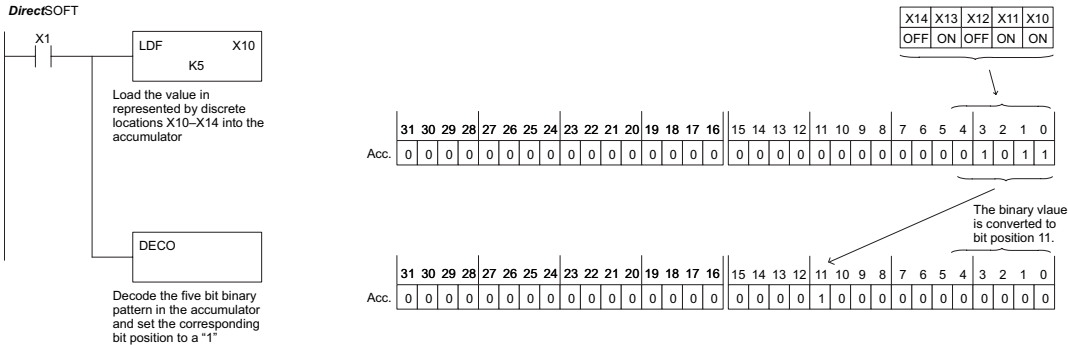 DirectSOFT
X1
LDF X10
K5
Load the value in
represented by discrete
locations X10–X14 into the
accumulator
DECO
Decode the five bit binary
pattern in the accumulator
and set the corresponding
bit position to a “1”
X14 X13 X12 X11 X10
OFF ON OFF ON ON
31 30 29 28 27 26 25 24 23 22 21 20 19 18 17 16 15 14 13 12 11 10 9 8 7 6 5 4 3 2 1 0
Acc. 0 0 0 0 0 0 0 0 0 0 0 0 0 0 0 0 0 0 0 0 0 0 0 0 0 0 0 0 1 0 1 1
The binary vlaue
is converted to
bit position 11.
31 30 29 28 27 26 25 24 23 22 21 20 19 18 17 16 15 14 13 12 11 10 9 8 7 6 5 4 3 2 1 0
Acc. 0 0 0 0 0 0 0 0 0 0 0 0 0 0 0 0 0 0 0 0 1 0 0 0 0 0 0 0 0 0 0 0